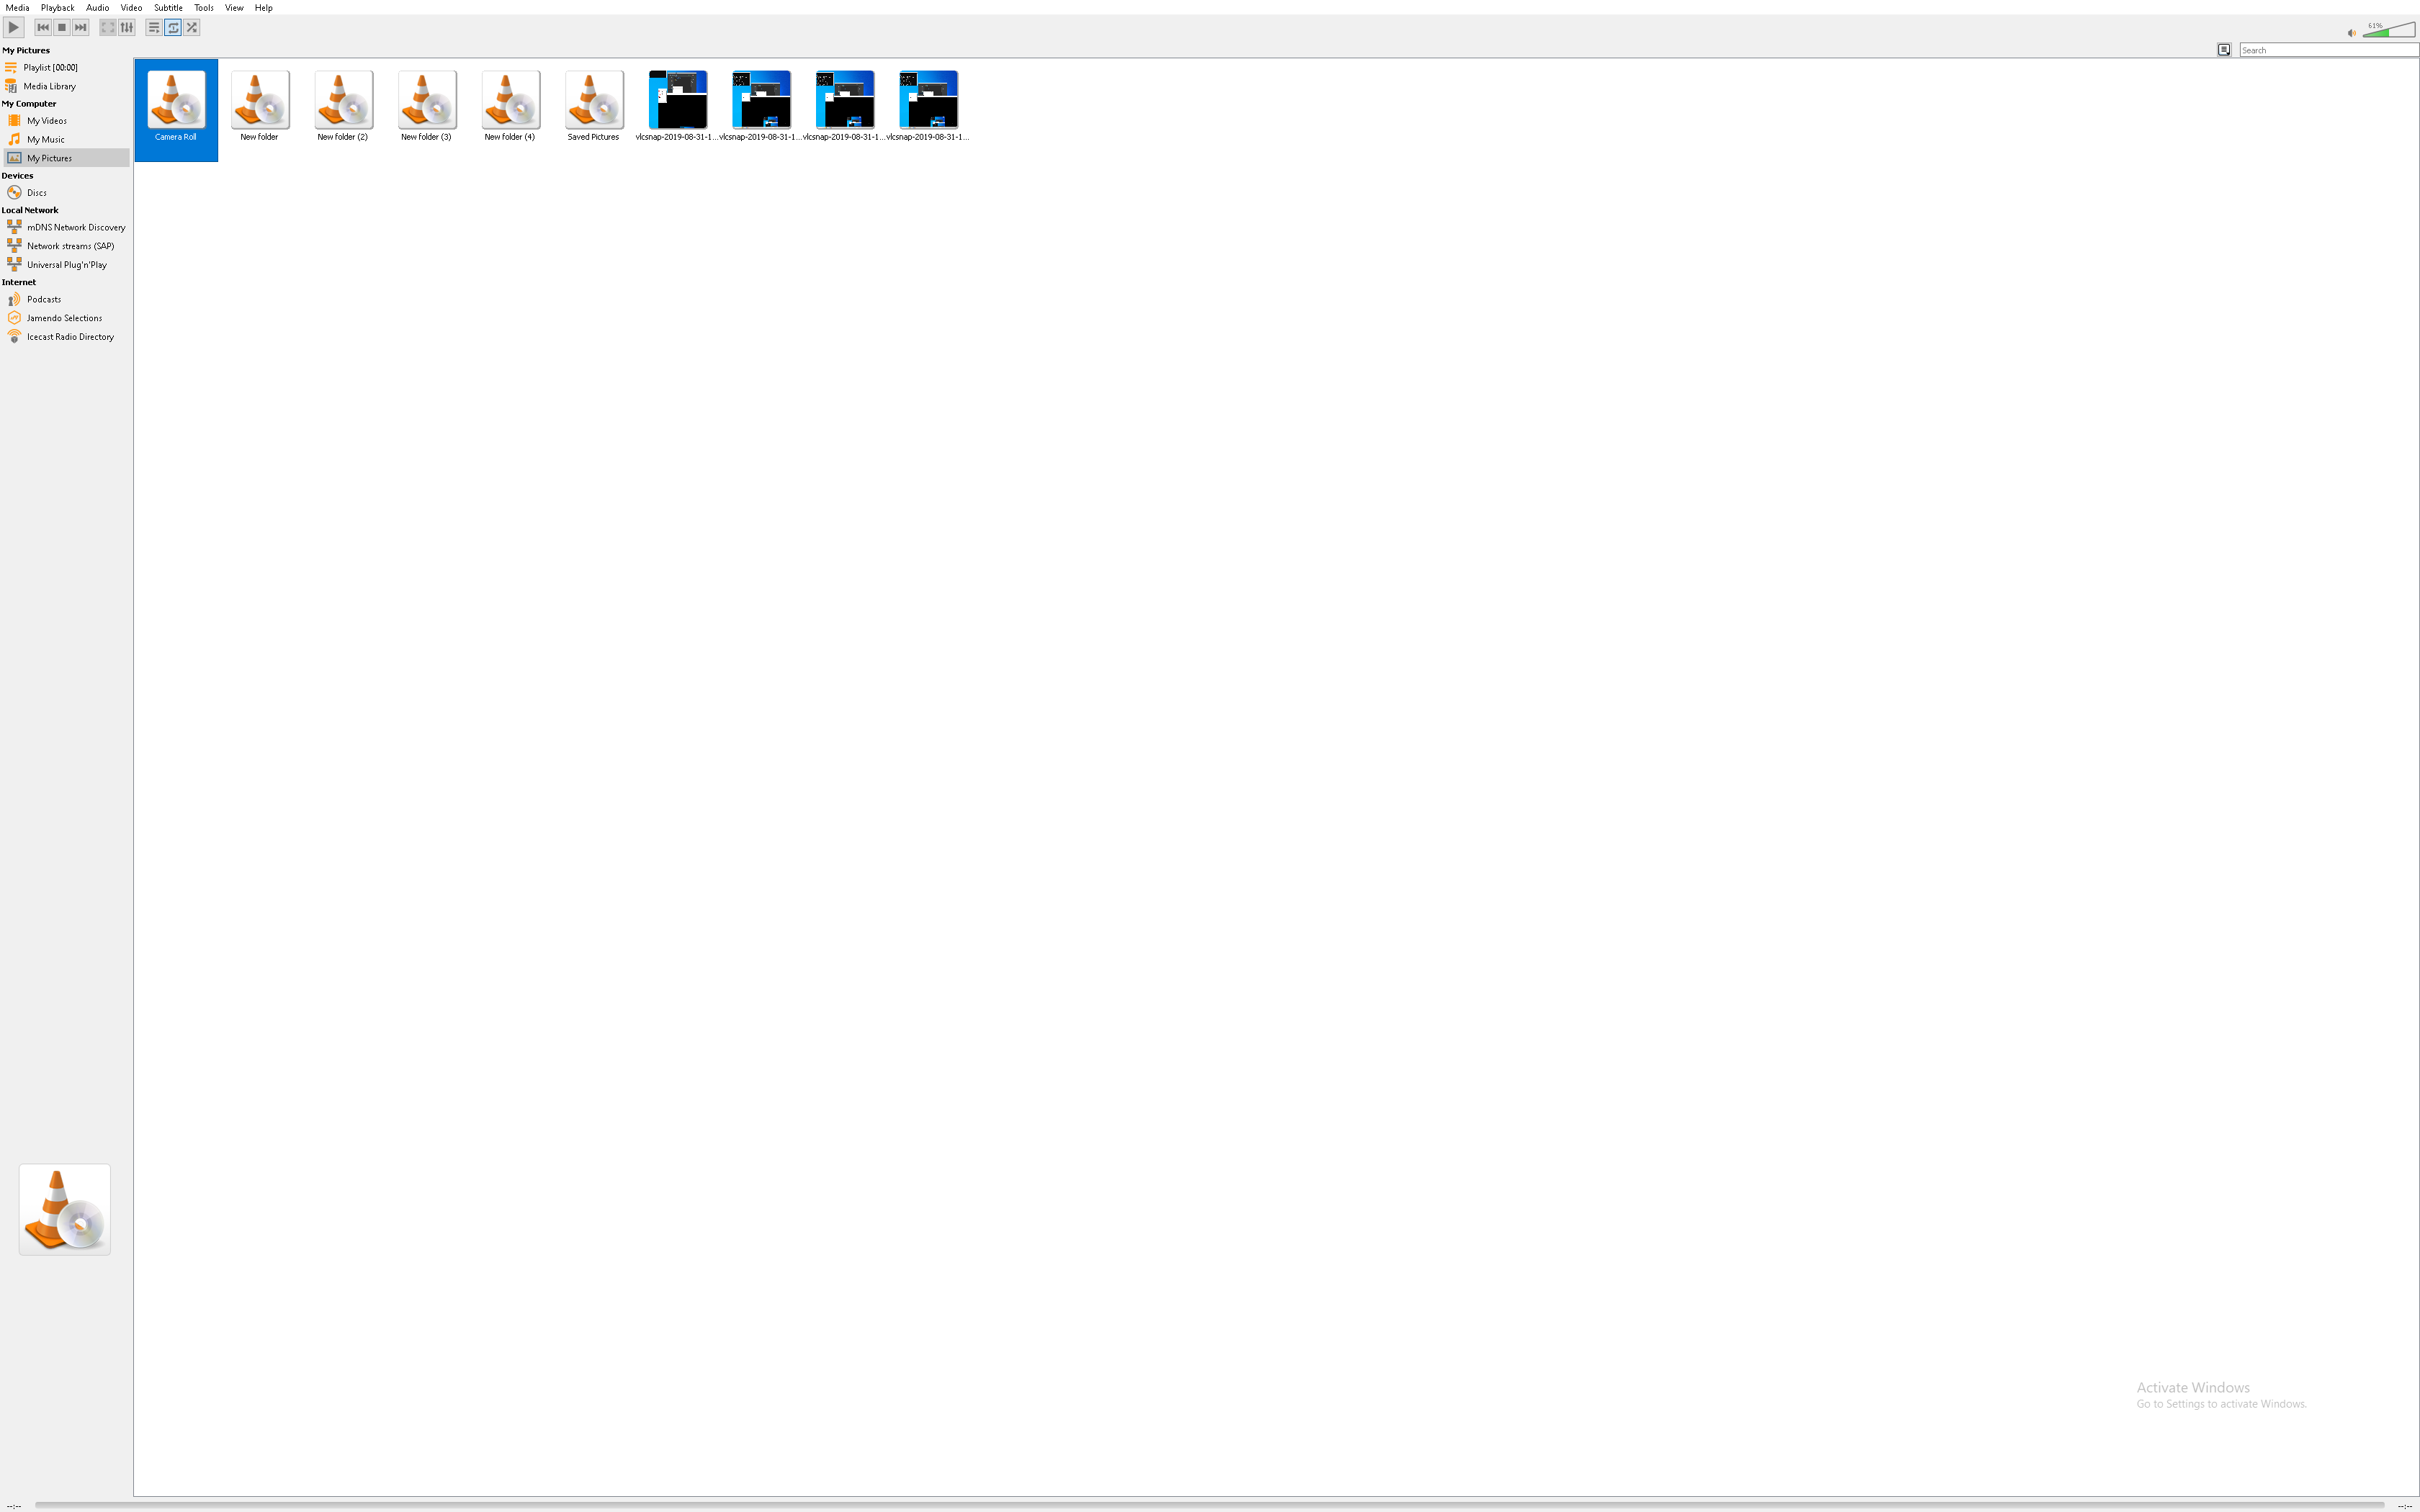 Media Playback Audio Video Subtitle Tools View Help
61%
My Pictures
Search
Playlist [00:00]
Media Library
My Computer
My Videos
My Music
My Pictures
Devices
Discs
Local Network
mDNS Network Discovery
Network streams (SAP)
Universal Plug'n'Play
Internet
Podcasts
Jamendo Selections
Icecast Radio Directory
Camera Roll New folder New folder (2) New folder (3) New folder (4) Saved Pictures vlcsnap-2019-08-31-1... vlcsnap-2019-08-31-1... vlcsnap-2019-08-31-1... vlcsnap-2019-08-31-1...
Activate Windows
Go to Settings to activate Windows.
--:-- --:--